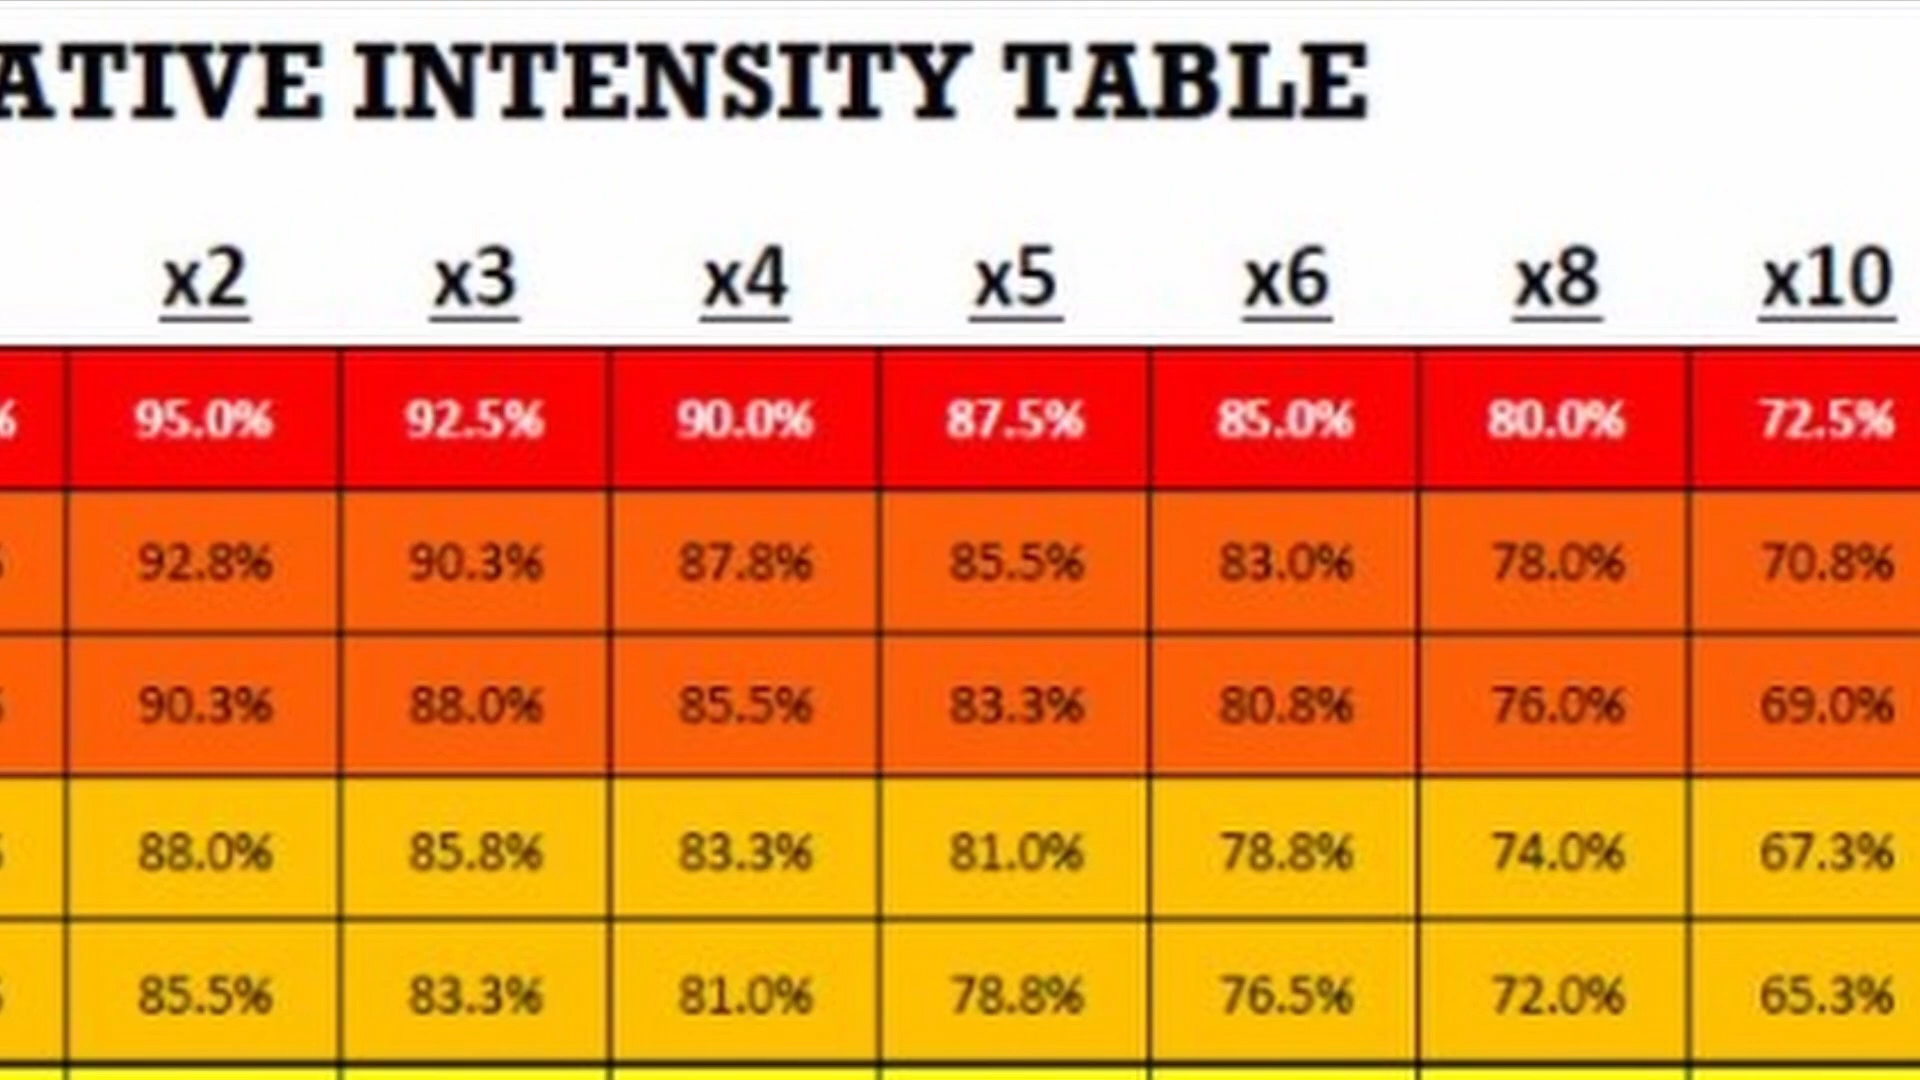 ATIVE INTENSITY TABLE
x2 x3 x4 x5 x6 x8 x10
% 95.0% 92.5% 90.0% 87.5% 85.0% 80.0% 72.5%
92.8% 90.3% 87.8% 85.5% 83.0% 78.0% 70.8%
90.3% 88.0% 85.5% 83.3% 80.8% 76.0% 69.0%
88.0% 85.8% 83.3% 81.0% 78.8% 74.0% 67.3%
85.5% 83.3% 81.0% 78.8% 76.5% 72.0% 65.3%